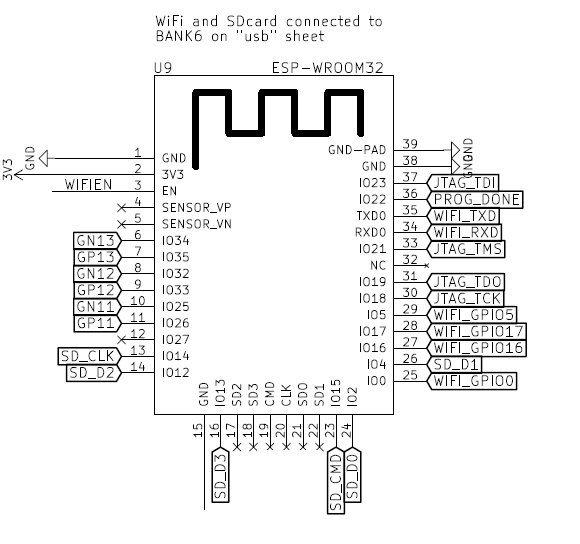 WiFi and SDcard connected to
BANK6 on "usb" sheet
U9 ESP-WROOM32
GND 1 GND
3V3 2 3V3
WIFIEN 3 EN
4 SENSOR_VP
5 SENSOR_VN
GN13 6 IO34
GP13 7 IO35
GN12 8 IO32
GP12 9 IO33
GN11 10 IO25
GP11 11 IO26
12 IO27
SD_CLK 13 IO14
SD_D2 14 IO12
GND-PAD 39 GND
GND 38 GND
IO23 37 JTAG_TDI
IO22 36 PROG_DONE
TXD0 35 WIFI_TXD
RXD0 34 WIFI_RXD
IO21 33 JTAG_TMS
NC 32
IO19 31 JTAG_TDO
IO18 30 JTAG_TCK
IO5 29 WIFI_GPIO5
IO17 28 WIFI_GPIO17
IO16 27 WIFI_GPIO16
IO4 26 SD_D1
IO0 25 WIFI_GPIO0
GND 15
IO13 16 SD_D3
SD2 17
SD3 18
CMD 19
CLK 20
SD0 21
SD1 22
IO15 23 SD_CMD
IO2 24 SD_D0